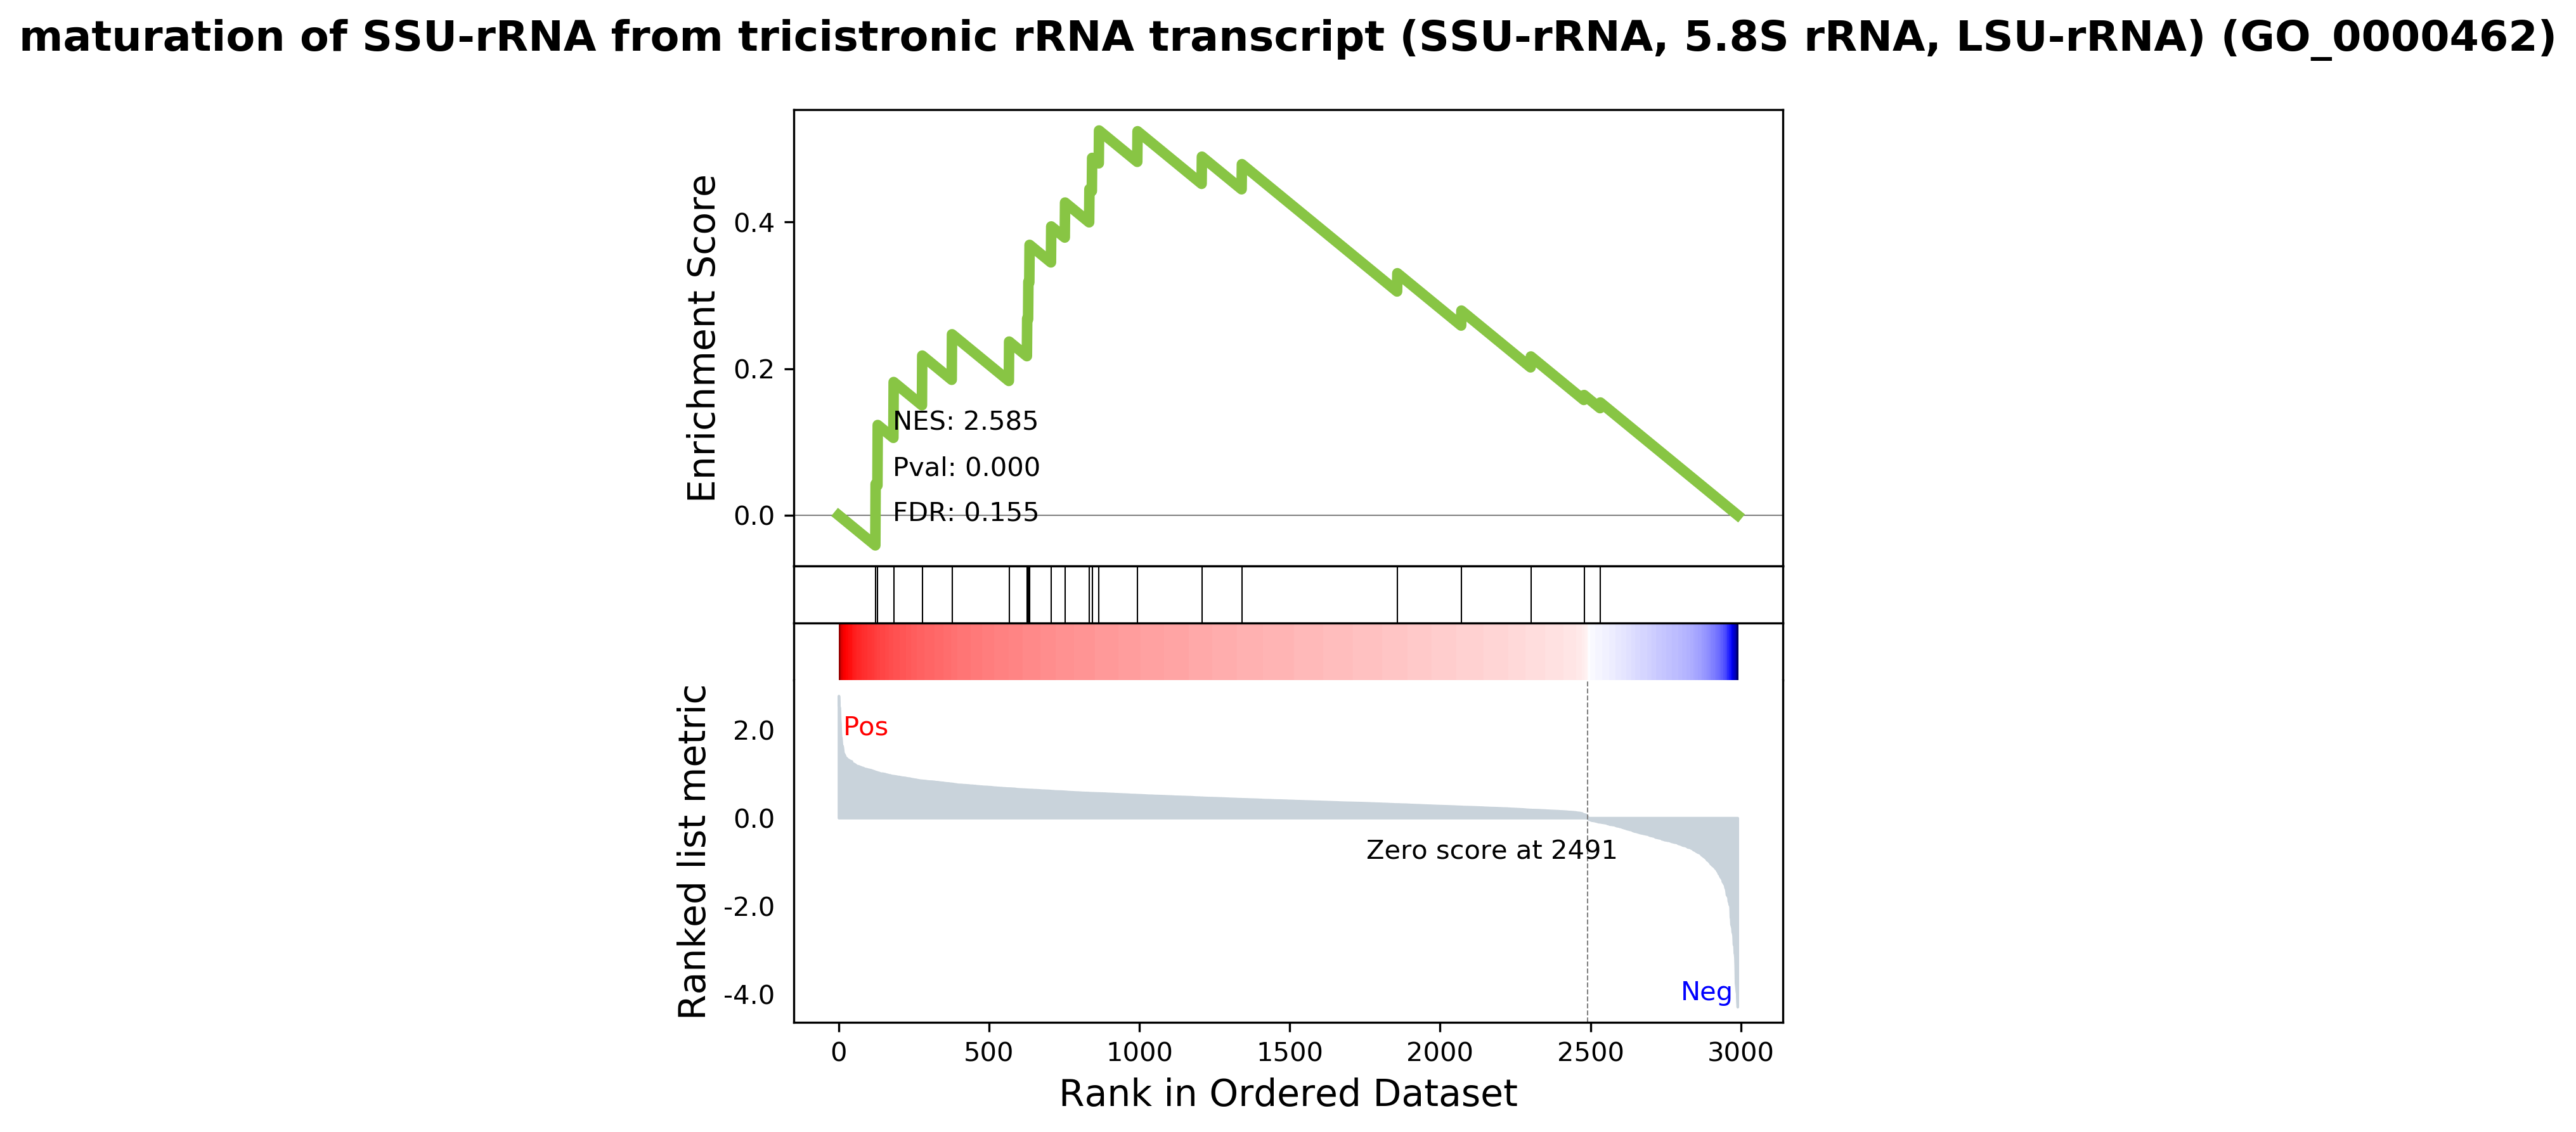 maturation of SSU-rRNA from tricistronic rRNA transcript (SSU-rRNA, 5.8S rRNA, LSU-rRNA) (GO_0000462)
Enrichment Score
0.4
0.2
0.0
NES: 2.585
Pval: 0.000
FDR: 0.155
Ranked list metric
2.0
0.0
-2.0
-4.0
Pos
Zero score at 2491
Neg
0 500 1000 1500 2000 2500 3000
Rank in Ordered Dataset